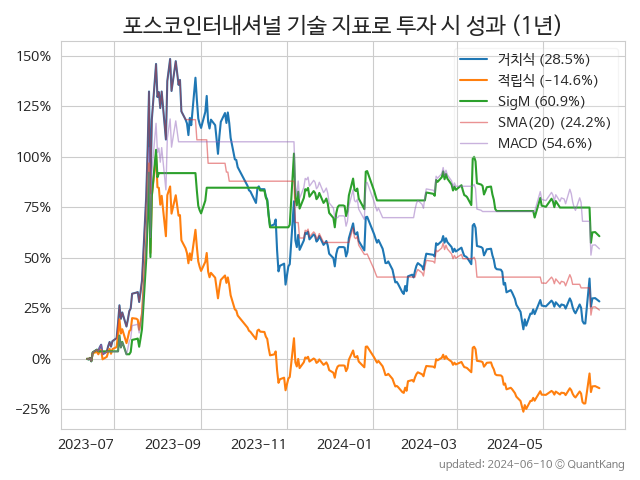 포스코인터내셔널 기술 지표로 투자 시 성과 (1년)
거치식 (28.5%)
적립식 (−14.6%)
SigM (60.9%)
SMA(20) (24.2%)
MACD (54.6%)
150%
125%
100%
75%
50%
25%
0%
−25%
2023−07 2023−09 2023−11 2024−01 2024−03 2024−05
updated: 2024−06−10 © QuantKang